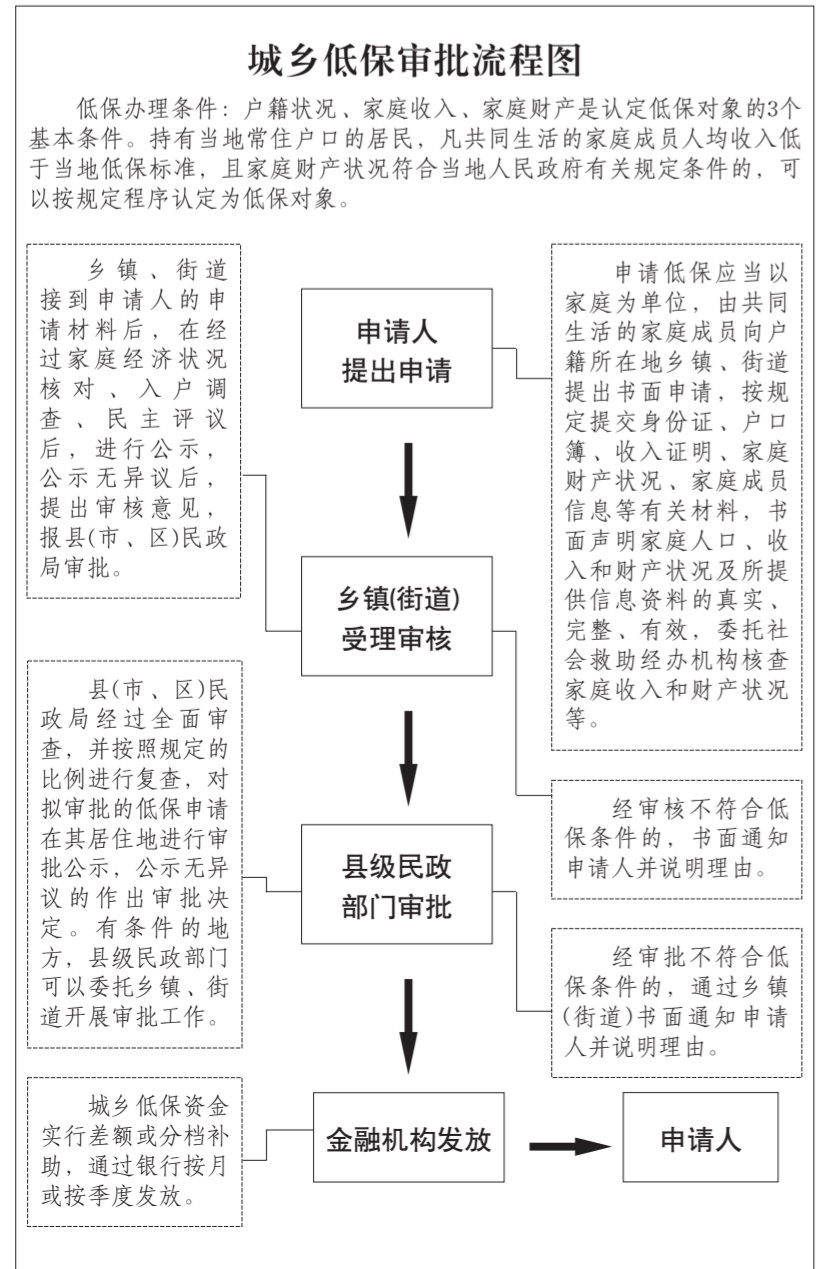 城乡低保审批流程图
低保办理条件：户籍状况、家庭收入、家庭财产是认定低保对象的3个
基本条件。持有当地常住户口的居民，凡共同生活的家庭成员人均收入低
于当地低保标准，且家庭财产状况符合当地人民政府有关规定条件的，可
以按规定程序认定为低保对象。
申请人
提出申请
申请低保应当以
家庭为单位，由共同
生活的家庭成员向户
籍所在地乡镇、街道
提出书面申请，按规
定提交身份证、户口
簿、收入证明、家庭
财产状况、家庭成员
信息等有关材料，书
面声明家庭人口、收
入和财产状况及所提
供信息资料的真实、
完整、有效，委托社
会救助经办机构核查
家庭收入和财产状况
等。
乡镇、街道
接到申请人的申
请材料后，在经
过家庭经济状况
核对、入户调
查、民主评议
后，进行公示，
公示无异议后，
提出审核意见，
报县(市、区)民政
局审批。
乡镇(街道)
受理审核
经审核不符合低
保条件的，书面通知
申请人并说明理由。
县(市、区)民
政局经过全面审
查，并按照规定的
比例进行复查，对
拟审批的低保申请
在其居住地进行审
批公示，公示无异
议的作出审批决
定。有条件的地
方，县级民政部门
可以委托乡镇、街
道开展审批工作。
县级民政
部门审批
经审批不符合低
保条件的，通过乡镇
(街道)书面通知申请
人并说明理由。
城乡低保资金
实行差额或分档补
助，通过银行按月
或按季度发放。
金融机构发放
申请人